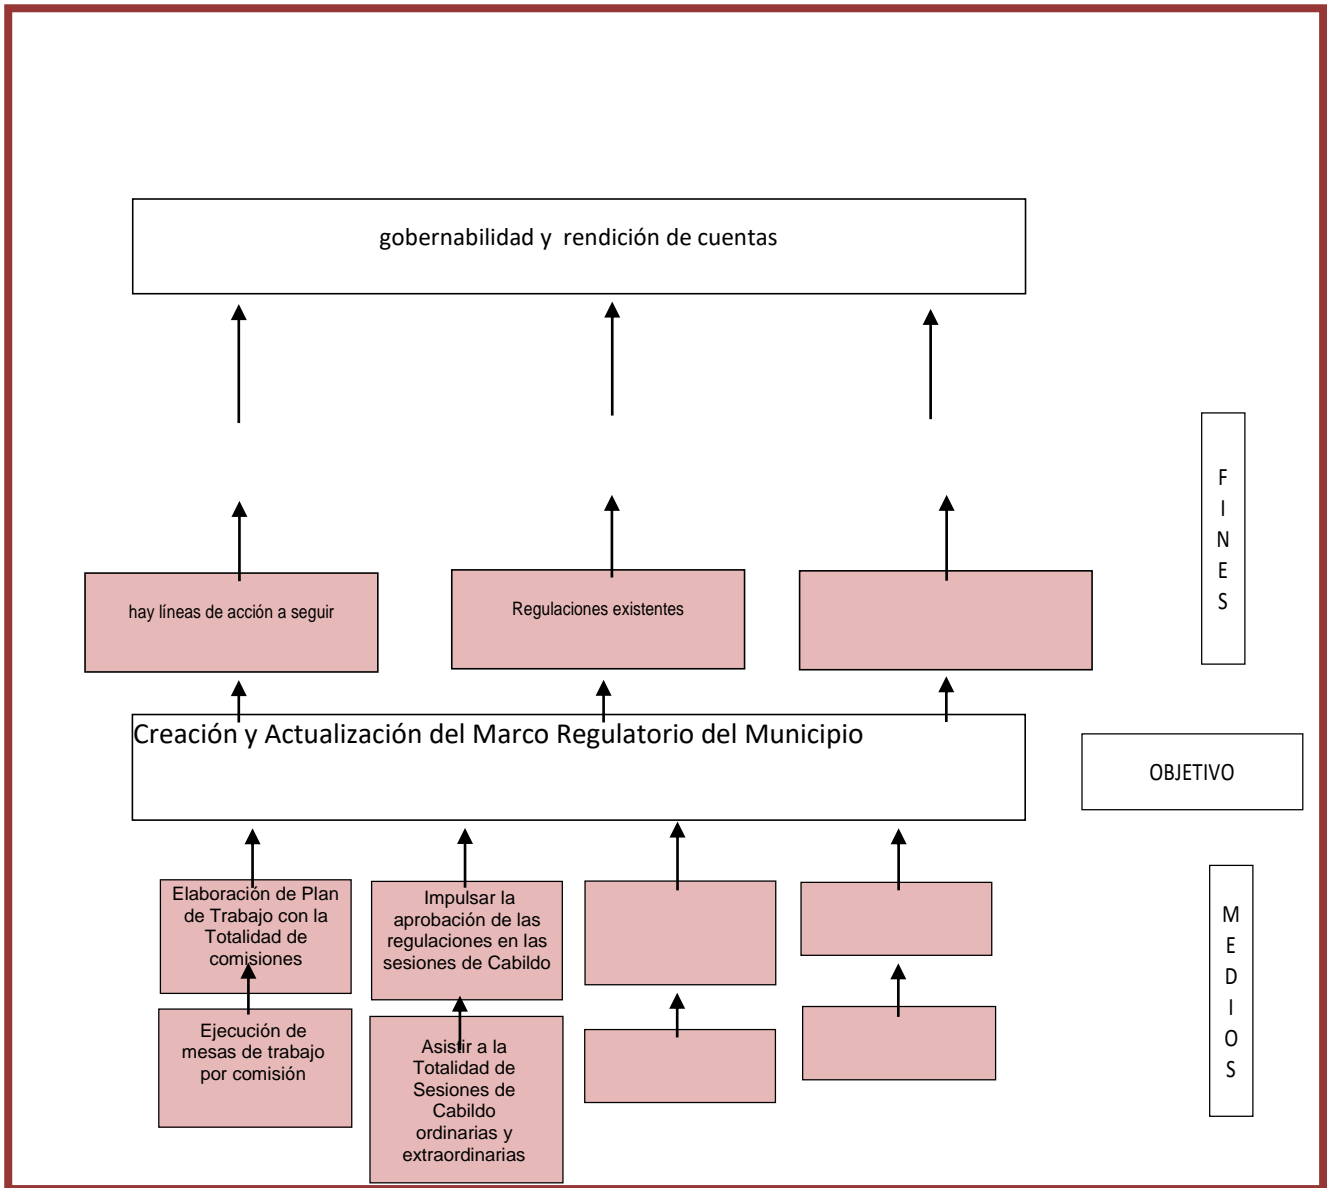 gobernabilidad y  rendición de cuentas
F
I
N
E
S
hay líneas de acción a seguir
Regulaciones existentes
Creación y Actualización del Marco Regulatorio del Municipio
OBJETIVO
Elaboración de Plan
de Trabajo con la
Totalidad de
comisiones
Impulsar la
aprobación de las
regulaciones en las
sesiones de Cabildo
M
E
D
I
O
S
Ejecución de
mesas de trabajo
por comisión
Asistir a la
Totalidad de
Sesiones de
Cabildo
ordinarias y
extraordinarias